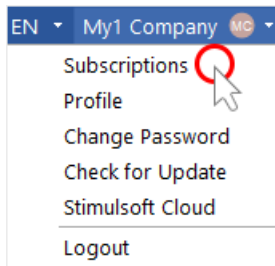 EN My1 Company MC
Subscriptions
Profile
Change Password
Check for Update
Stimulsoft Cloud
Logout